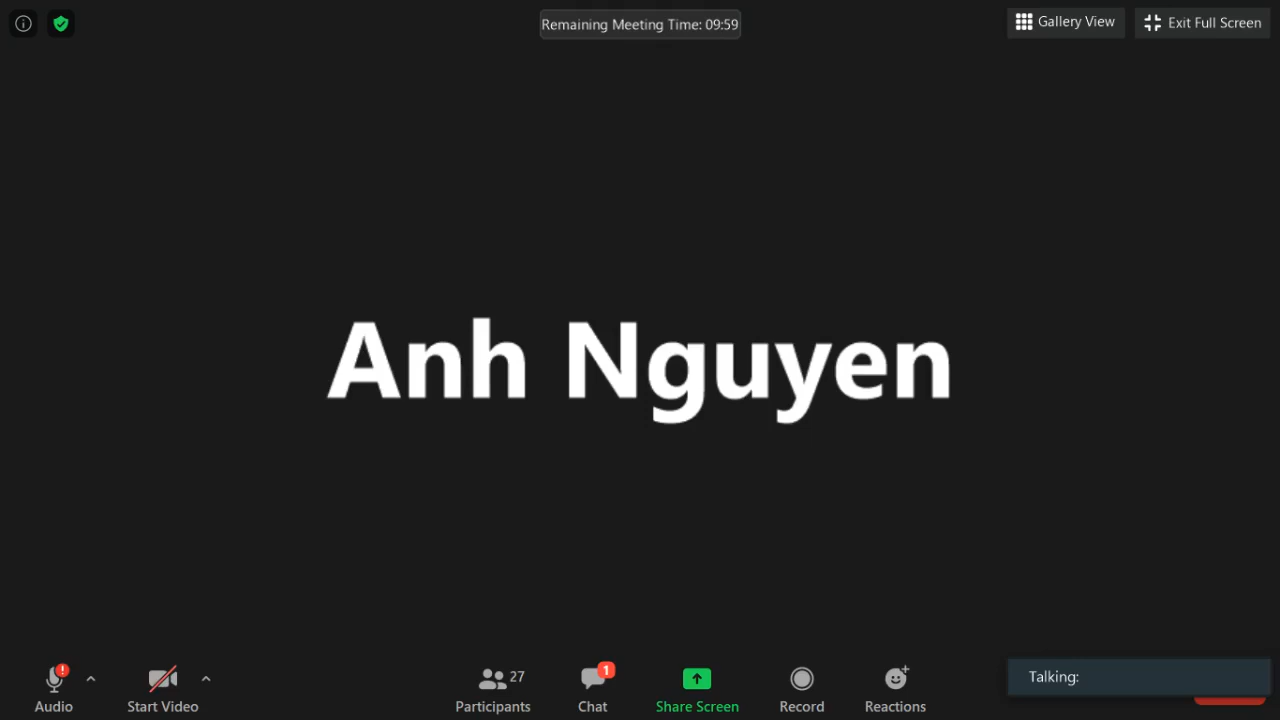 Remaining Meeting Time: 09:59
Gallery View
Exit Full Screen
Anh Nguyen
Talking:
Audio
Start Video
27
Participants
1
Chat
Share Screen
Record
Reactions